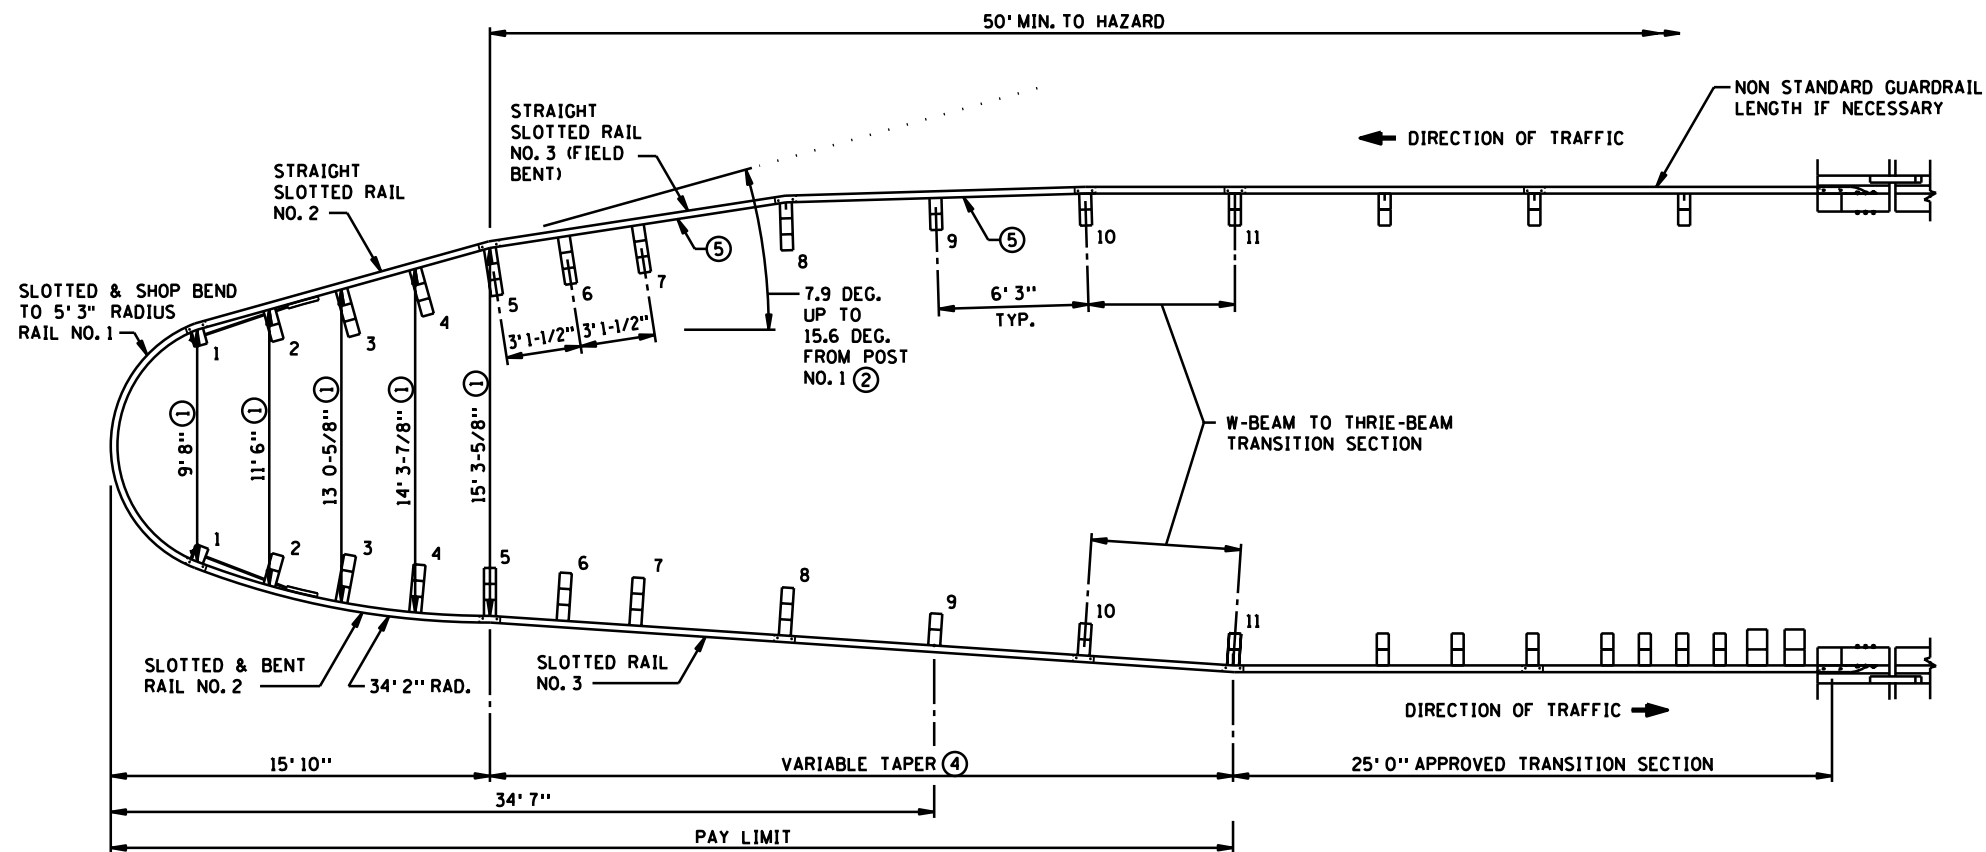 50' MIN. TO HAZARD
STRAIGHT
SLOTTED RAIL
NO. 3 (FIELD
BENT)
NON STANDARD GUARDRAIL
LENGTH IF NECESSARY
DIRECTION OF TRAFFIC
STRAIGHT
SLOTTED RAIL
NO. 2
SLOTTED & SHOP BEND
TO 5' 3" RADIUS
RAIL NO. 1
1
2
3
4
5
6
7
8
9
10
11
5
5
3' 1-1/2"
3' 1-1/2"
6' 3"
TYP.
7.9 DEG.
UP TO
15.6 DEG.
FROM POST
NO. 1 2
9' 8" 1
11' 6" 1
13 0-5/8" 1
14' 3-7/8" 1
15' 3-5/8" 1
W-BEAM TO THRIE-BEAM
TRANSITION SECTION
1
2
3
4
5
6
7
8
9
10
11
SLOTTED & BENT
RAIL NO. 2
34' 2" RAD.
SLOTTED RAIL
NO. 3
DIRECTION OF TRAFFIC
15' 10"
VARIABLE TAPER 4
25' 0" APPROVED TRANSITION SECTION
34' 7"
PAY LIMIT